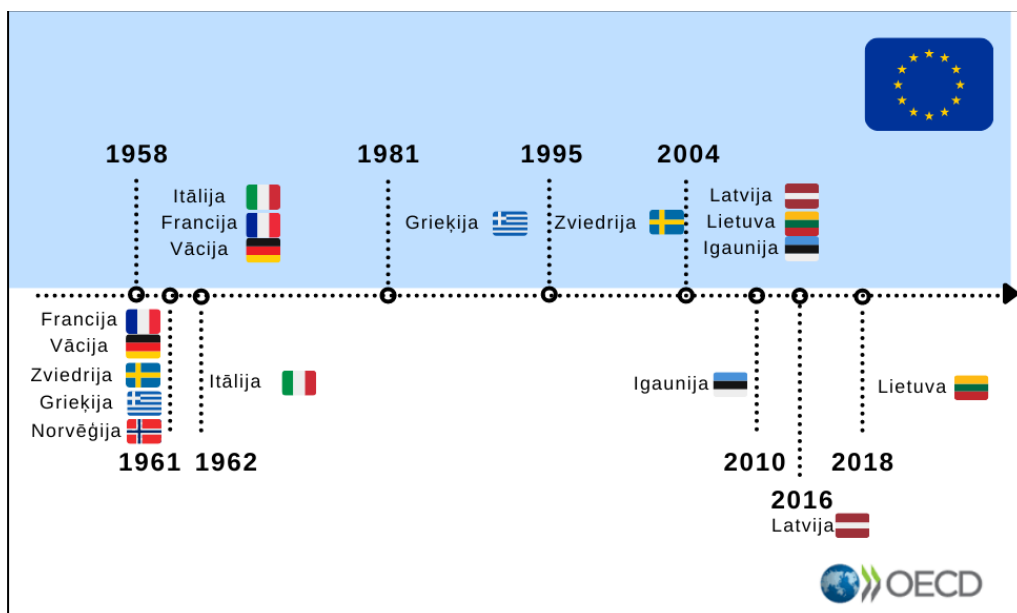 1958
1981
1995
2004
Itālija
Francija
Vācija
Grieķija
Zviedrija
Latvija
Lietuva
Igaunija
Francija
Vācija
Zviedrija
Grieķija
Norvēģija
1961
Itālija
1962
Igaunija
2010
2016
Latvija
Lietuva
2018
OECD